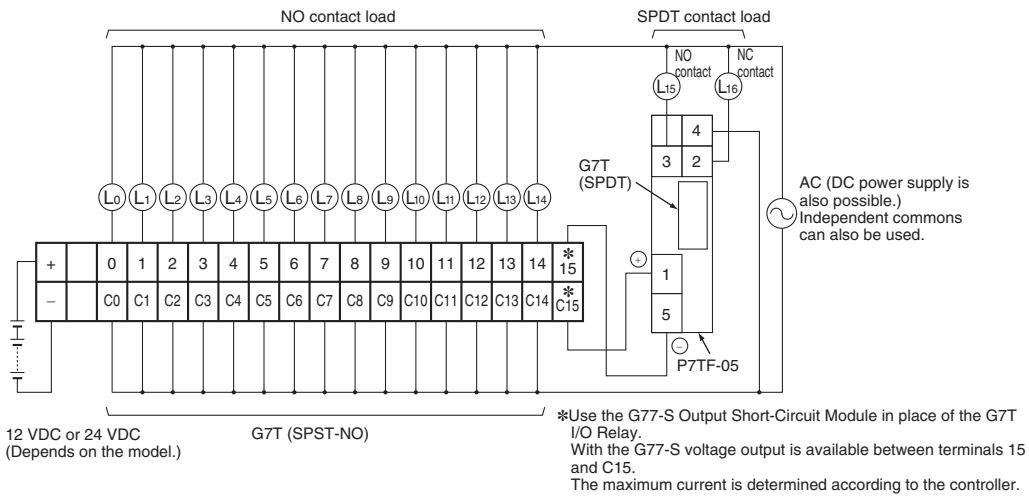 NO contact load
SPDT contact load
NO
contact
NC
contact
L15
L16
4
3 2
G7T
(SPDT)
AC (DC power supply is
also possible.)
Independent commons
can also be used.
L0 L1 L2 L3 L4 L5 L6 L7 L8 L9 L10 L11 L12 L13 L14
+ 0 1 2 3 4 5 6 7 8 9 10 11 12 13 14 ✻ 15
− C0 C1 C2 C3 C4 C5 C6 C7 C8 C9 C10 C11 C12 C13 C14 ✻ C15
+
1
5
−
P7TF-05
12 VDC or 24 VDC
(Depends on the model.)
G7T (SPST-NO)
✻Use the G77-S Output Short-Circuit Module in place of the G7T
I/O Relay.
With the G77-S voltage output is available between terminals 15
and C15.
The maximum current is determined according to the controller.